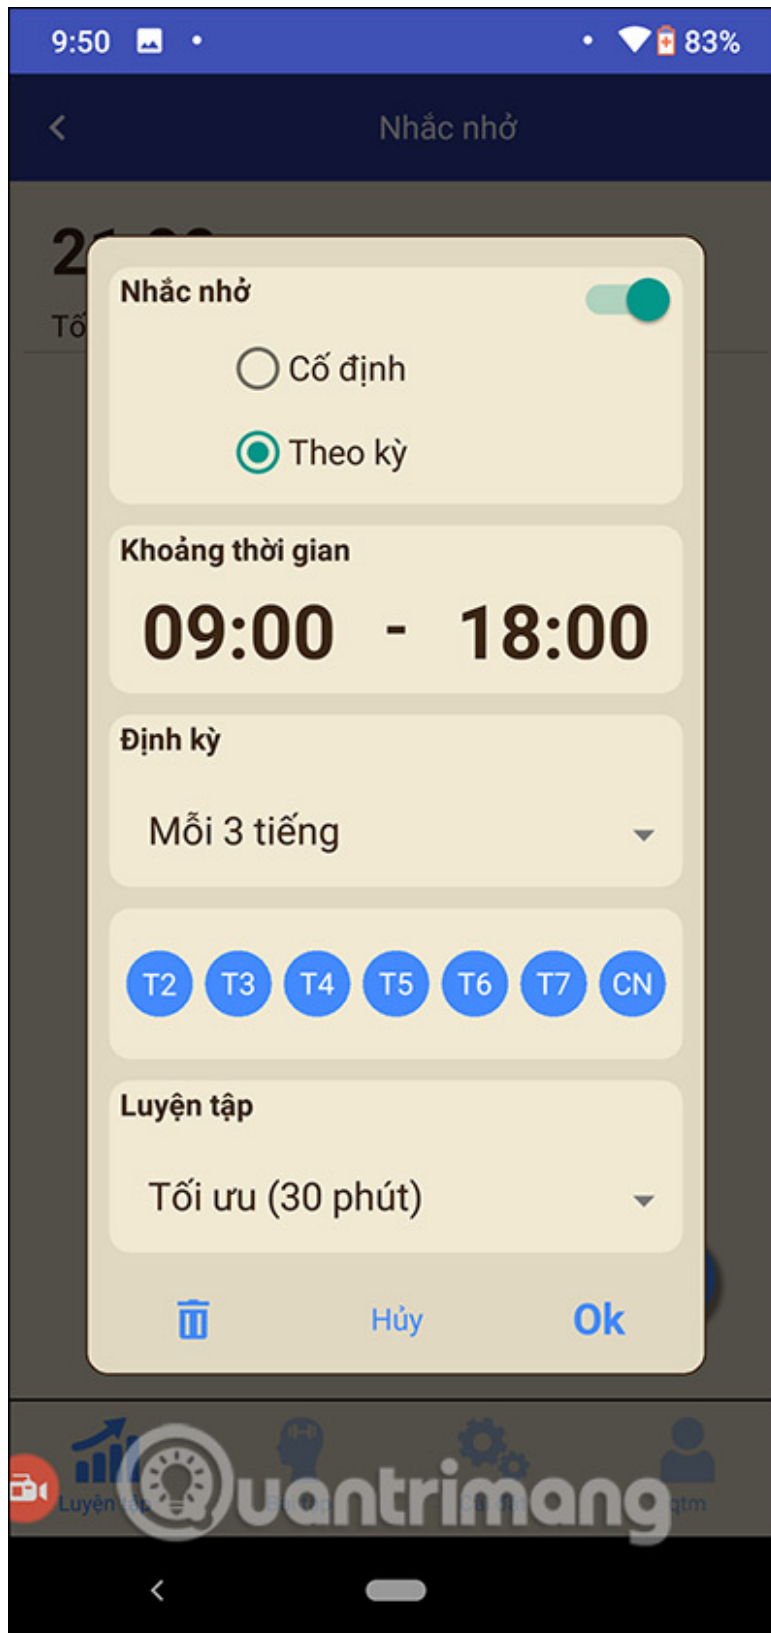 9:50
83%
Nhắc nhở
Nhắc nhở
Cố định
Theo kỳ
Khoảng thời gian
09:00 - 18:00
Định kỳ
Mỗi 3 tiếng
T2 T3 T4 T5 T6 T7 CN
Luyện tập
Tối ưu (30 phút)
Hủy Ok
Quantrimang
Luyện qtm